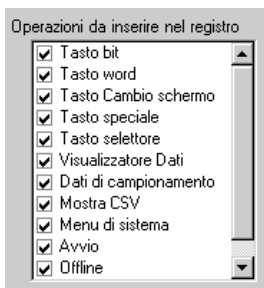 Operazioni da inserire nel registro
Tasto bit
Tasto word
Tasto Cambio schermo
Tasto speciale
Tasto selettore
Visualizzatore Dati
Dati di campionamento
Mostra CSV
Menu di sistema
Avvio
Offline